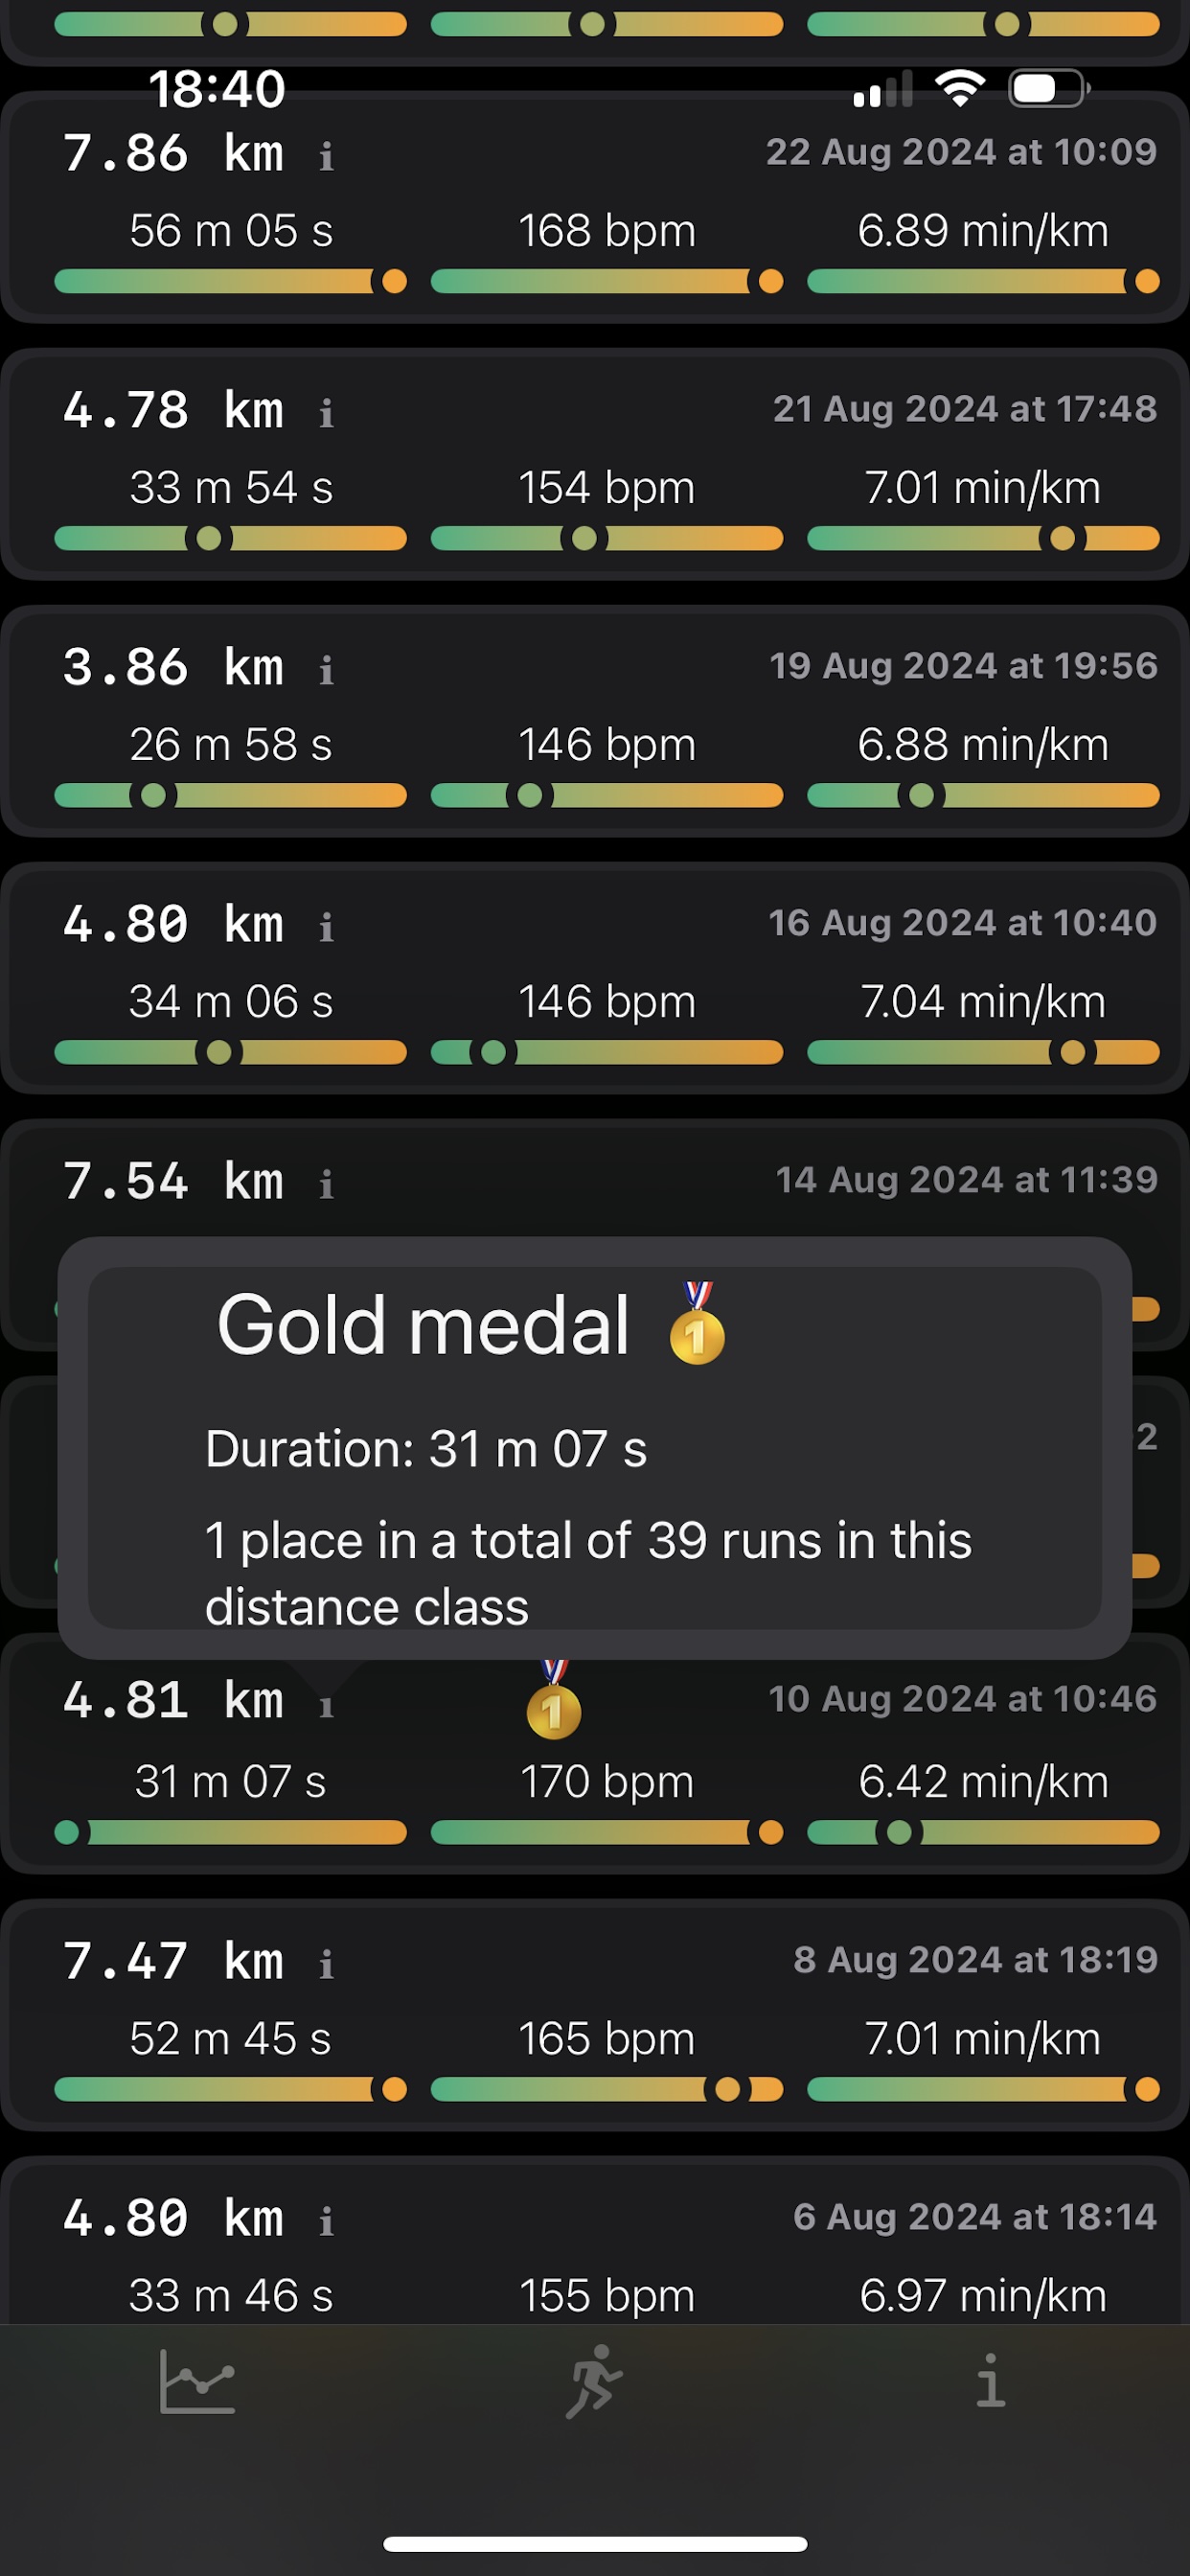 18:40
7.86 km i
22 Aug 2024 at 10:09
56 m 05 s 168 bpm 6.89 min/km
4.78 km i
21 Aug 2024 at 17:48
33 m 54 s 154 bpm 7.01 min/km
3.86 km i
19 Aug 2024 at 19:56
26 m 58 s 146 bpm 6.88 min/km
4.80 km i
16 Aug 2024 at 10:40
34 m 06 s 146 bpm 7.04 min/km
7.54 km i
14 Aug 2024 at 11:39
Gold medal 1
Duration: 31 m 07 s
1 place in a total of 39 runs in this
distance class
2
4.81 km i
1
10 Aug 2024 at 10:46
31 m 07 s 170 bpm 6.42 min/km
7.47 km i
8 Aug 2024 at 18:19
52 m 45 s 165 bpm 7.01 min/km
4.80 km i
6 Aug 2024 at 18:14
33 m 46 s 155 bpm 6.97 min/km
i